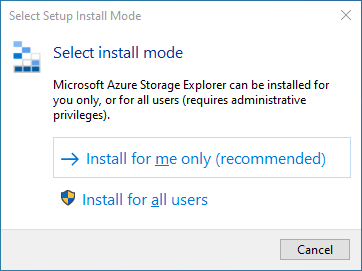 Select Setup Install Mode
Select install mode
Microsoft Azure Storage Explorer can be installed for
you only, or for all users (requires administrative
privileges).
Install for me only (recommended)
Install for all users
Cancel